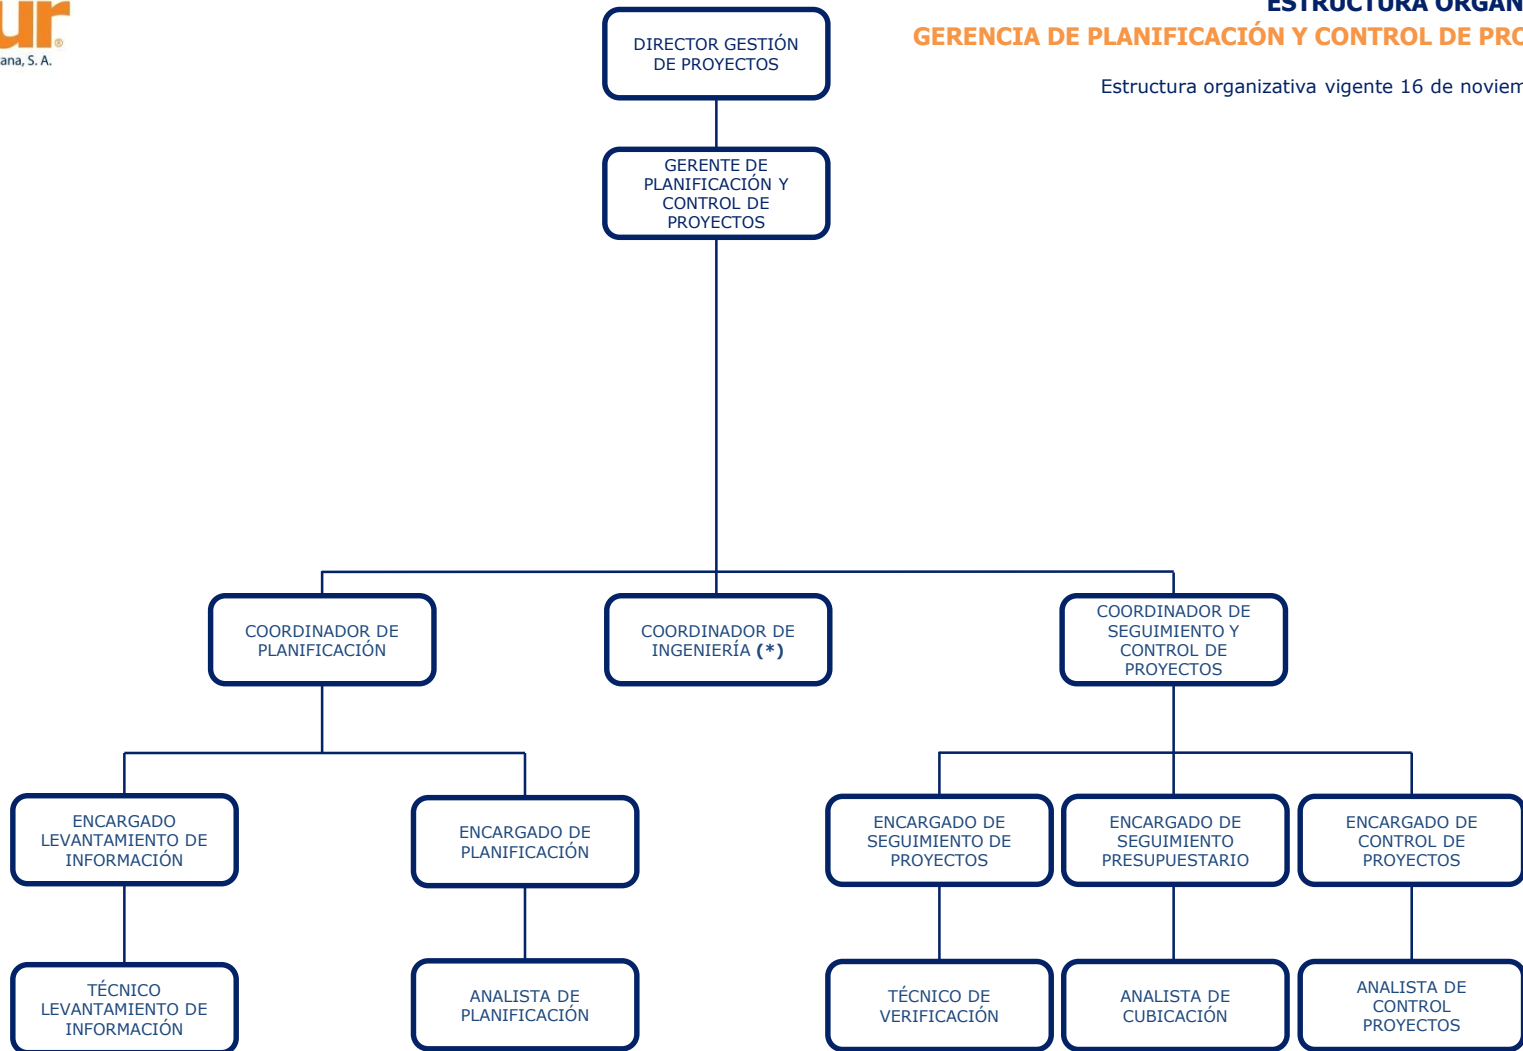 ur®
ana, S. A.
ESTRUCTURA ORGAN
GERENCIA DE PLANIFICACIÓN Y CONTROL DE PRO
Estructura organizativa vigente 16 de noviem
DIRECTOR GESTIÓN
DE PROYECTOS
GERENTE DE
PLANIFICACIÓN Y
CONTROL DE
PROYECTOS
COORDINADOR DE
PLANIFICACIÓN
COORDINADOR DE
INGENIERÍA (*)
COORDINADOR DE
SEGUIMIENTO Y
CONTROL DE
PROYECTOS
ENCARGADO
LEVANTAMIENTO DE
INFORMACIÓN
ENCARGADO DE
PLANIFICACIÓN
ENCARGADO DE
SEGUIMIENTO DE
PROYECTOS
ENCARGADO DE
SEGUIMIENTO
PRESUPUESTARIO
ENCARGADO DE
CONTROL DE
PROYECTOS
TÉCNICO
LEVANTAMIENTO DE
INFORMACIÓN
ANALISTA DE
PLANIFICACIÓN
TÉCNICO DE
VERIFICACIÓN
ANALISTA DE
CUBICACIÓN
ANALISTA DE
CONTROL
PROYECTOS